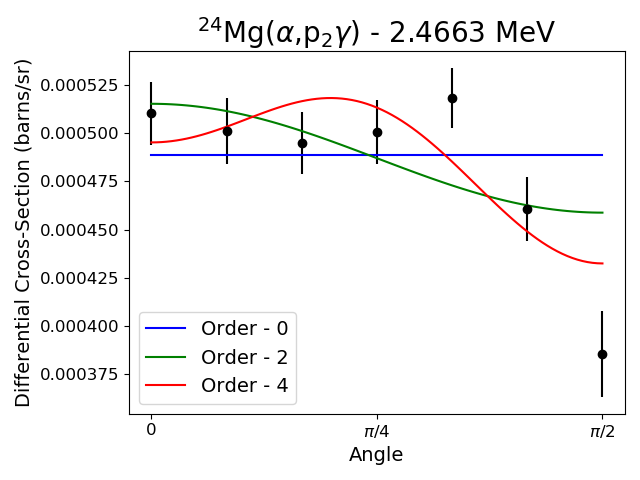 ²⁴Mg(α,p₂γ) - 2.4663 MeV
Differential Cross-Section (barns/sr)
0.000525
0.000500
0.000475
0.000450
0.000425
0.000400
0.000375
Order - 0
Order - 2
Order - 4
0 π/4 π/2
Angle